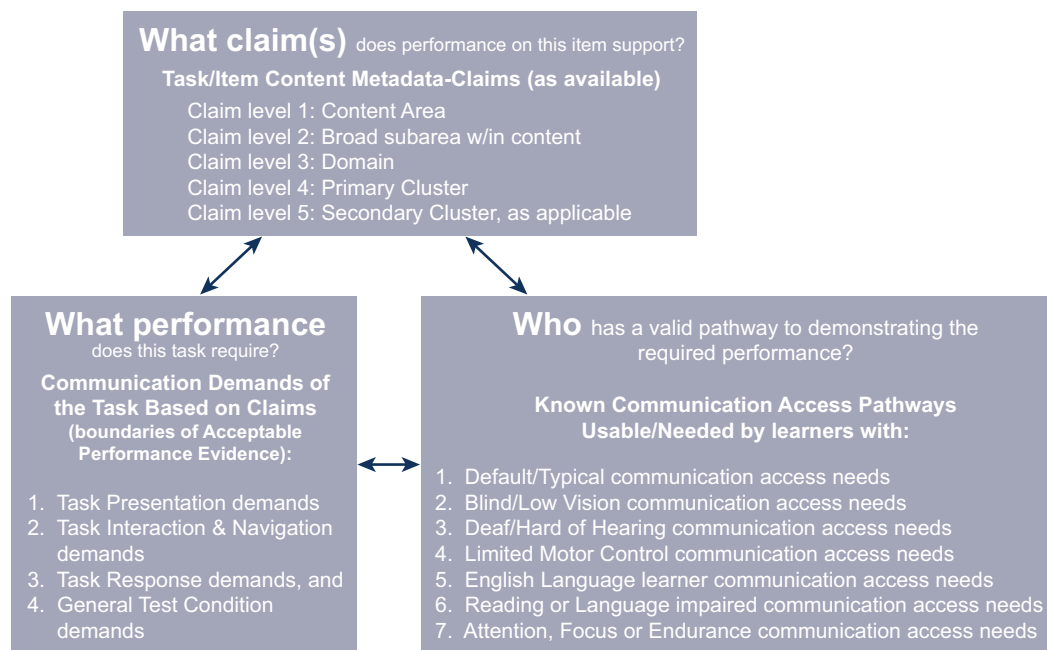 What claim(s) does performance on this item support?
Task/Item Content Metadata-Claims (as available)
Claim level 1: Content Area
Claim level 2: Broad subarea w/in content
Claim level 3: Domain
Claim level 4: Primary Cluster
Claim level 5: Secondary Cluster, as applicable
What performance
does this task require?
Communication Demands of
the Task Based on Claims
(boundaries of Acceptable
Performance Evidence):
1. Task Presentation demands
2. Task Interaction & Navigation
demands
3. Task Response demands, and
4. General Test Condition
demands
Who has a valid pathway to demonstrating the
required performance?
Known Communication Access Pathways
Usable/Needed by learners with:
1. Default/Typical communication access needs
2. Blind/Low Vision communication access needs
3. Deaf/Hard of Hearing communication access needs
4. Limited Motor Control communication access needs
5. English Language learner communication access needs
6. Reading or Language impaired communication access needs
7. Attention, Focus or Endurance communication access needs